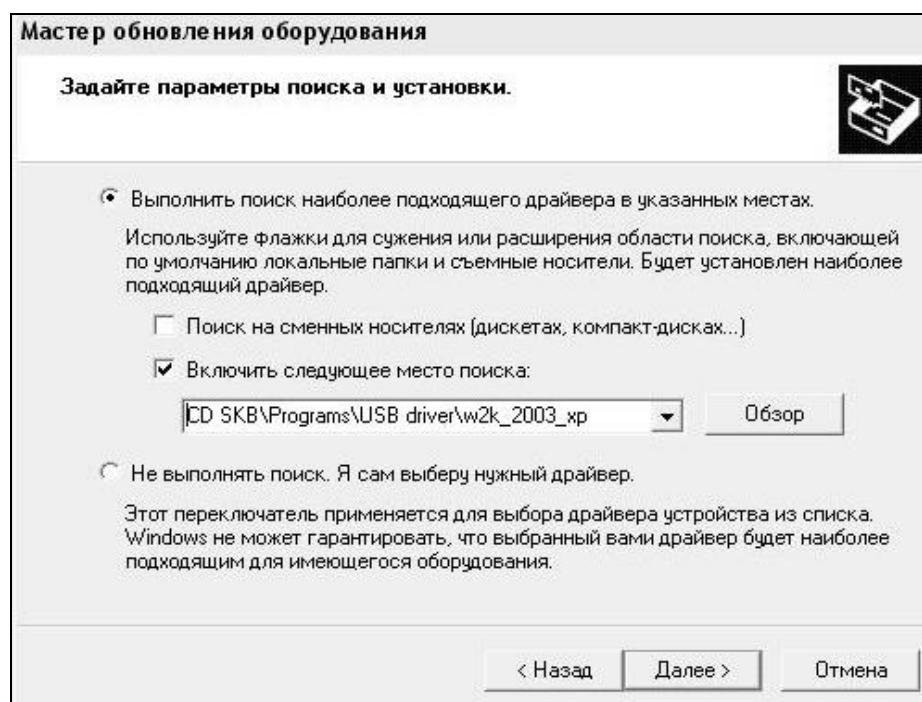 Мастер обновления оборудования
Задайте параметры поиска и установки.
Выполнить поиск наиболее подходящего драйвера в указанных местах.
Используйте флажки для сужения или расширения области поиска, включающей
по умолчанию локальные папки и съемные носители. Будет установлен наиболее
подходящий драйвер.
Поиск на сменных носителях (дискетах, компакт-дисках...)
Включить следующее место поиска:
CD SKB\Programs\USB driver\w2k_2003_xp
Обзор
Не выполнять поиск. Я сам выберу нужный драйвер.
Этот переключатель применяется для выбора драйвера устройства из списка.
Windows не может гарантировать, что выбранный вами драйвер будет наиболее
подходящим для имеющегося оборудования.
< Назад
Далее >
Отмена